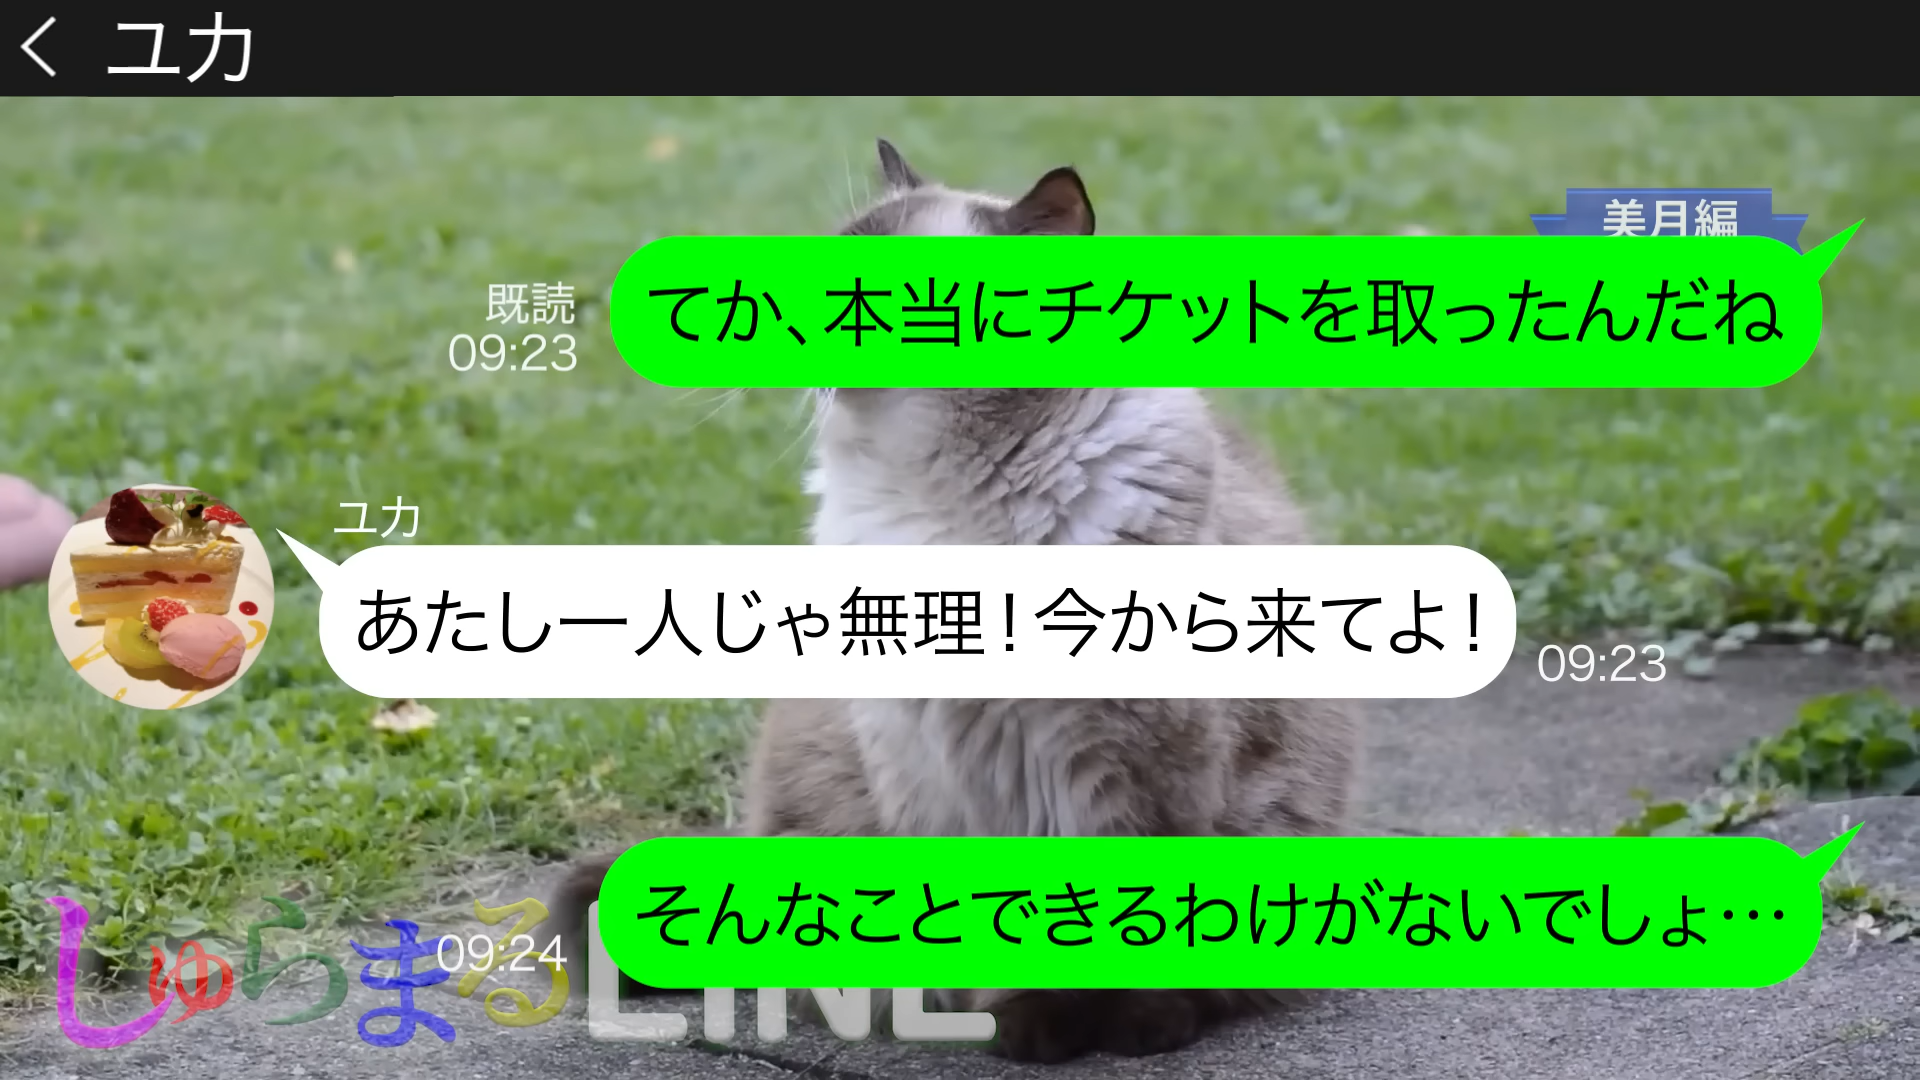 ユカ
美月編
てか、本当にチケットを取ったんだね
既読
09:23
ユカ
あたし一人じゃ無理！今から来てよ！
09:23
そんなことできるわけがないでしょ…
09:24
しゅらまるLINE